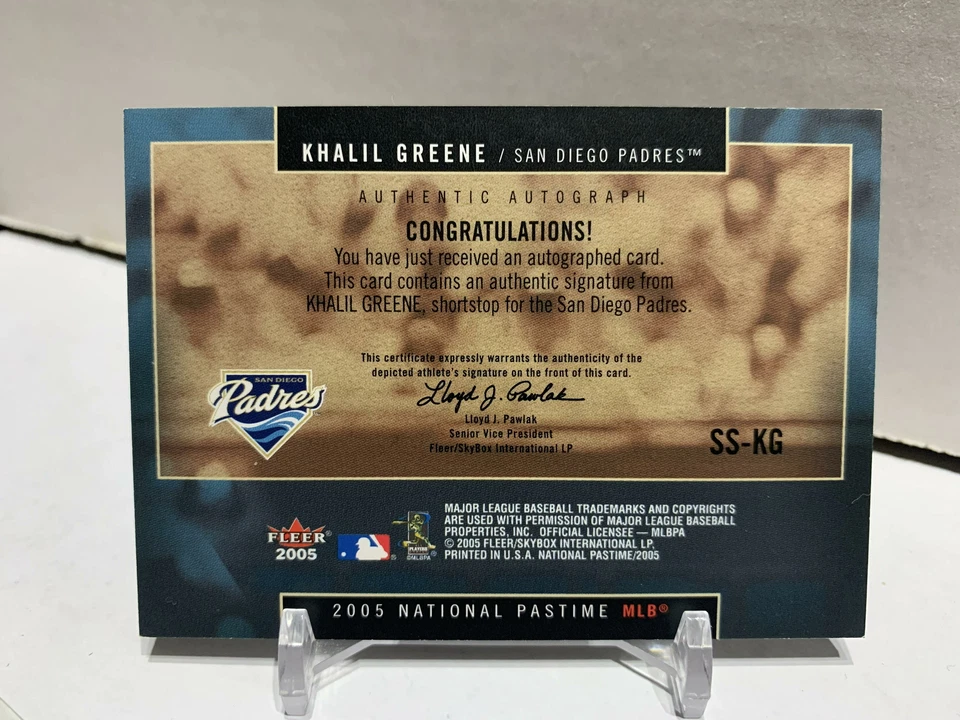 KHALIL GREENE / SAN DIEGO PADRES™
AUTHENTIC AUTOGRAPH
CONGRATULATIONS!
You have just received an autographed card.
This card contains an authentic signature from
KHALIL GREENE, shortstop for the San Diego Padres.
This certificate expressly warrants the authenticity of the
depicted athlete's signature on the front of this card.
Lloyd J. Pawlak
Lloyd J. Pawlak
Senior Vice President
Fleer/SkyBox International LP
SAN DIEGO
Padres
SS-KG
FLEER
2005
PLAYERS
MLBPA
MAJOR LEAGUE BASEBALL TRADEMARKS AND COPYRIGHTS
ARE USED WITH PERMISSION OF MAJOR LEAGUE BASEBALL
PROPERTIES, INC. OFFICIAL LICENSEE — MLBPA
© 2005 FLEER/SKYBOX INTERNATIONAL LP.
PRINTED IN U.S.A. NATIONAL PASTIME/2005
2005 NATIONAL PASTIME MLB®